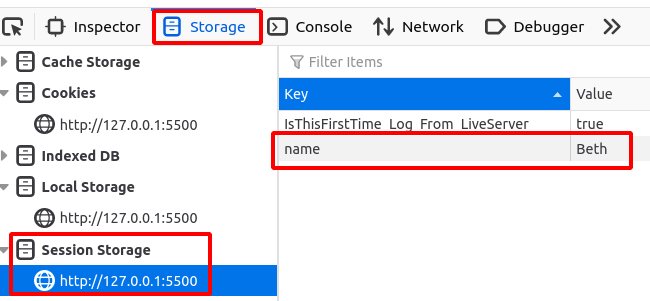 Inspector Storage Console Network Debugger
Cache Storage
Cookies
http://127.0.0.1:5500
Indexed DB
Local Storage
http://127.0.0.1:5500
Session Storage
http://127.0.0.1:5500
Filter Items
Key Value
IsThisFirstTime_Log_From_LiveServer true
name Beth